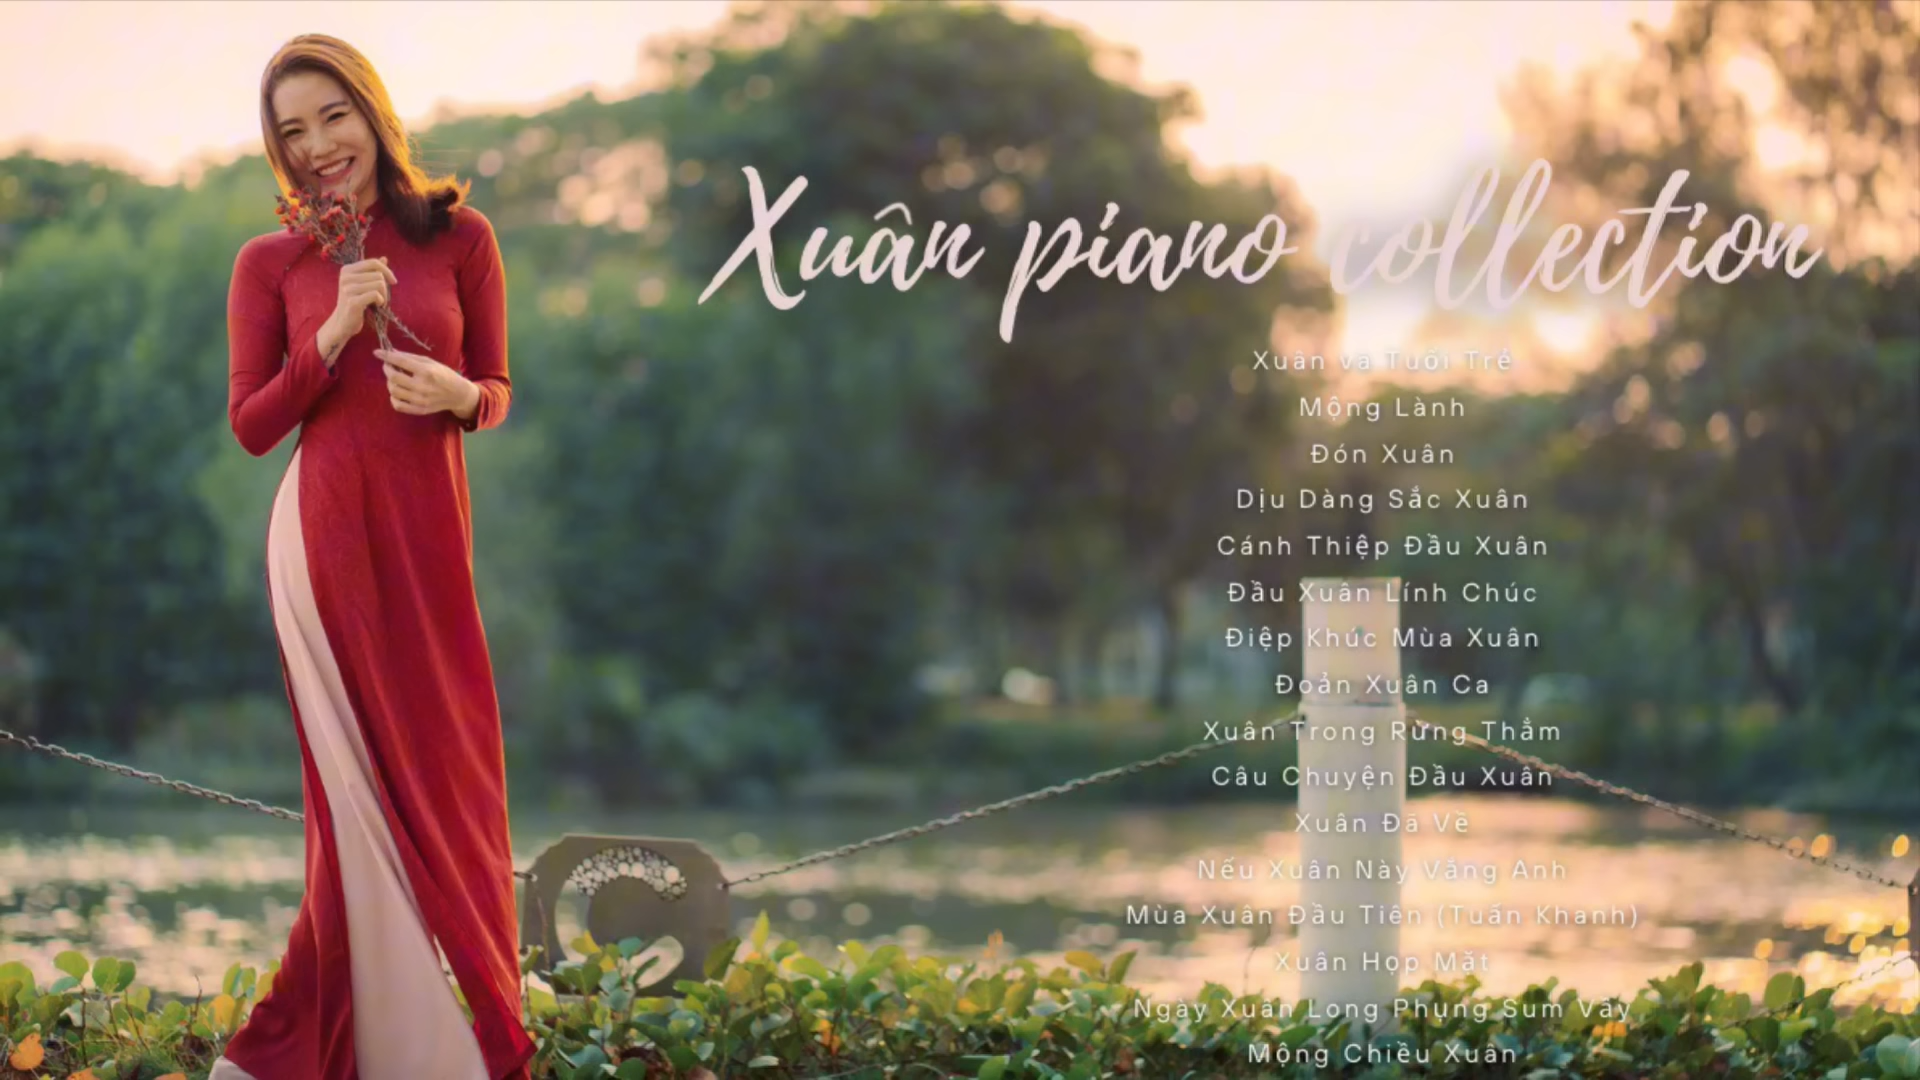 Xuân piano collection
Xuân và Tuổi Trẻ
Mộng Lành
Đón Xuân
Dịu Dàng Sắc Xuân
Cánh Thiệp Đầu Xuân
Đầu Xuân Lính Chúc
Điệp Khúc Mùa Xuân
Đoản Xuân Ca
Xuân Trong Rừng Thẳm
Câu Chuyện Đầu Xuân
Xuân Đã Về
Nếu Xuân Này Vắng Anh
Mùa Xuân Đầu Tiên (Tuấn Khanh)
Xuân Họp Mặt
Ngày Xuân Long Phụng Sum Vầy
Mộng Chiều Xuân